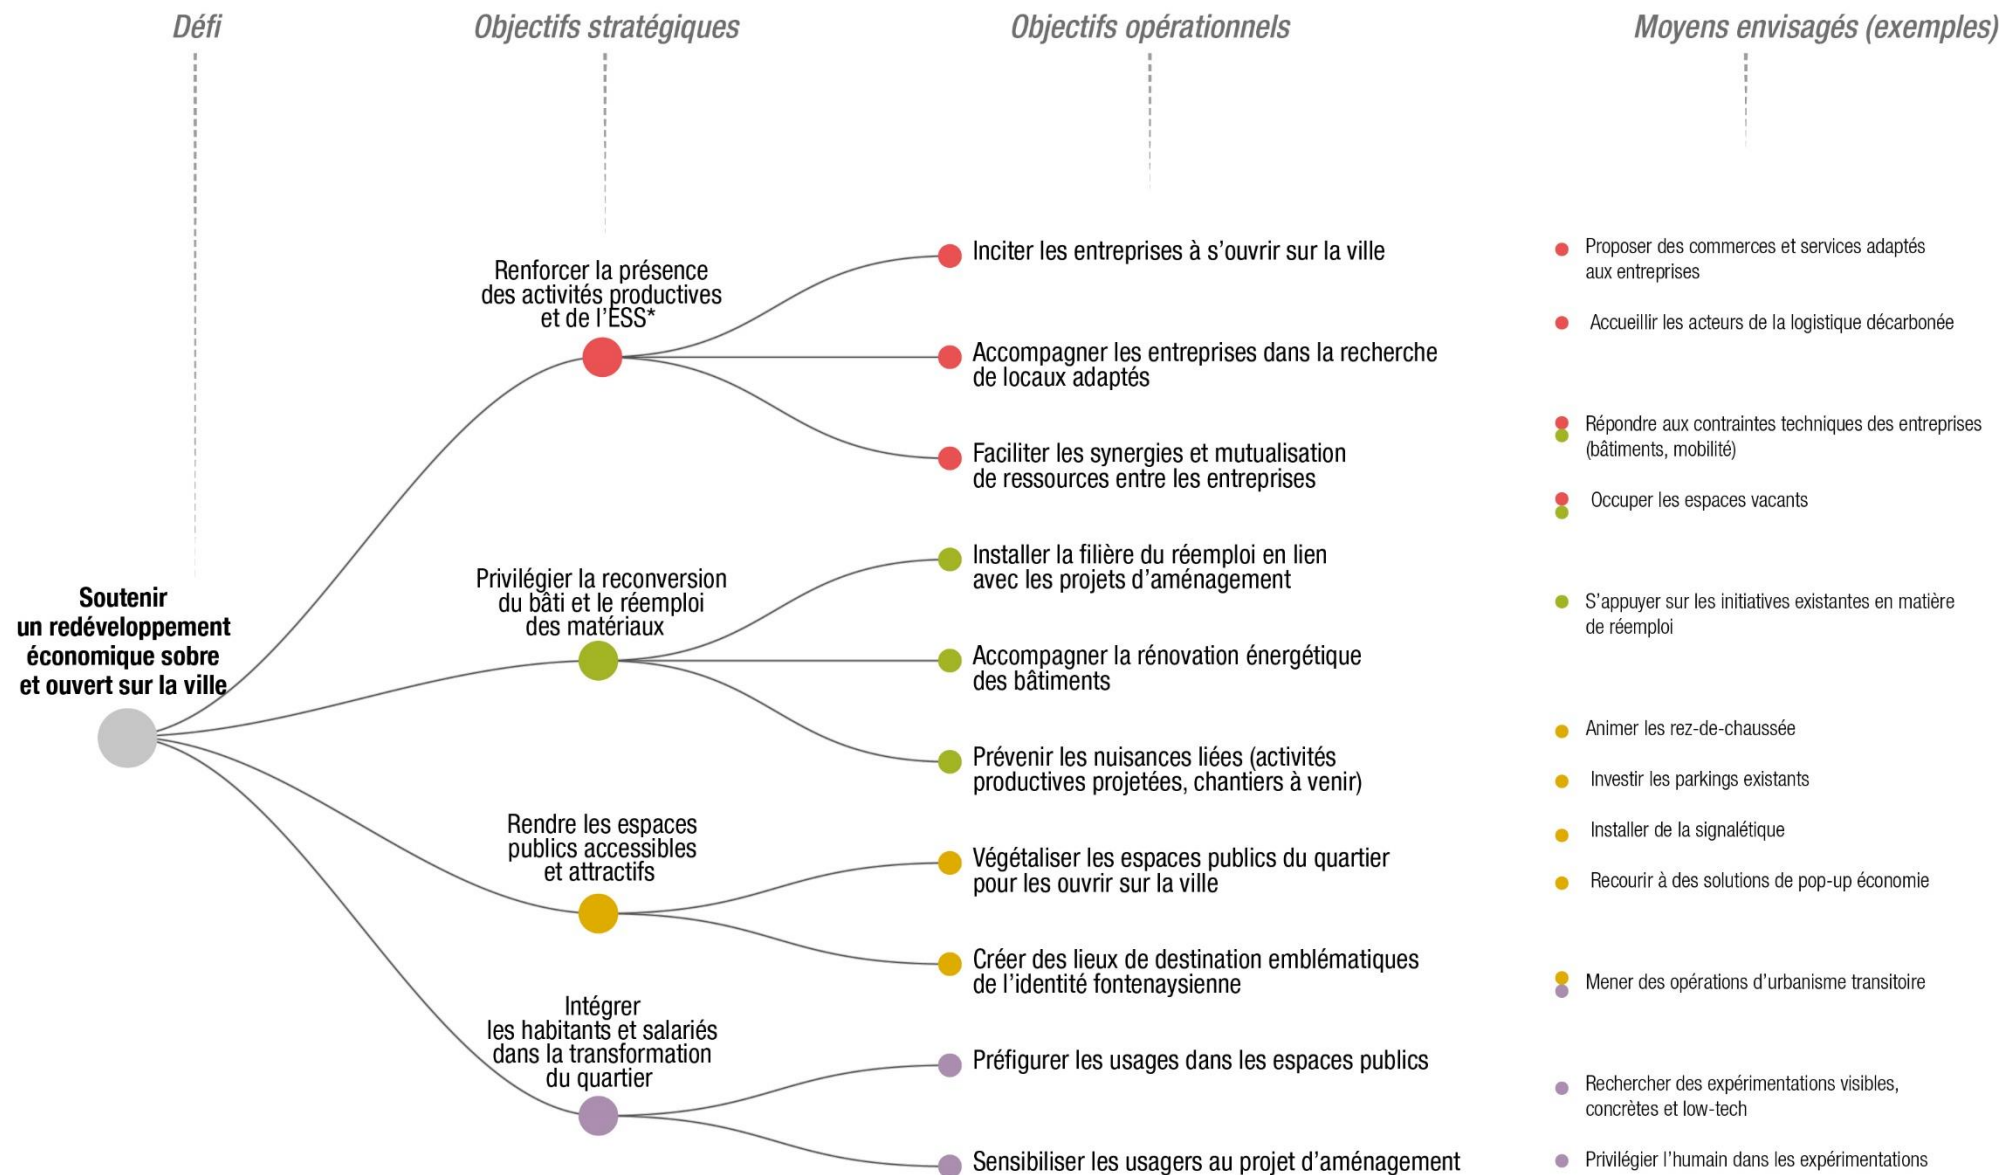 Défi
Objectifs stratégiques
Objectifs opérationnels
Moyens envisagés (exemples)
Soutenir
un redéveloppement
économique sobre
et ouvert sur la ville
Renforcer la présence
des activités productives
et de l'ESS*
Privilégier la reconversion
du bâti et le réemploi
des matériaux
Rendre les espaces
publics accessibles
et attractifs
Intégrer
les habitants et salariés
dans la transformation
du quartier
Inciter les entreprises à s'ouvrir sur la ville
Accompagner les entreprises dans la recherche
de locaux adaptés
Faciliter les synergies et mutualisation
de ressources entre les entreprises
Installer la filière du réemploi en lien
avec les projets d'aménagement
Accompagner la rénovation énergétique
des bâtiments
Prévenir les nuisances liées (activités
productives projetées, chantiers à venir)
Végétaliser les espaces publics du quartier
pour les ouvrir sur la ville
Créer des lieux de destination emblématiques
de l'identité fontenaysienne
Préfigurer les usages dans les espaces publics
Sensibiliser les usagers au projet d'aménagement
Proposer des commerces et services adaptés
aux entreprises
Accueillir les acteurs de la logistique décarbonée
Répondre aux contraintes techniques des entreprises
(bâtiments, mobilité)
Occuper les espaces vacants
S'appuyer sur les initiatives existantes en matière
de réemploi
Animer les rez-de-chaussée
Investir les parkings existants
Installer de la signalétique
Recourir à des solutions de pop-up économie
Mener des opérations d'urbanisme transitoire
Rechercher des expérimentations visibles,
concrètes et low-tech
Privilégier l'humain dans les expérimentations